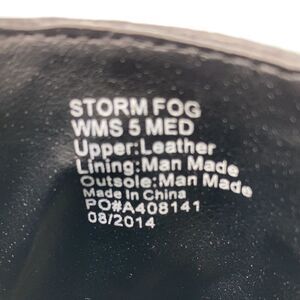 STORM FOG
WMS 5 MED
Upper:Leather
Lining:Man Made
Outsole:Man Made
Made in China
PO#A408141
08/2014